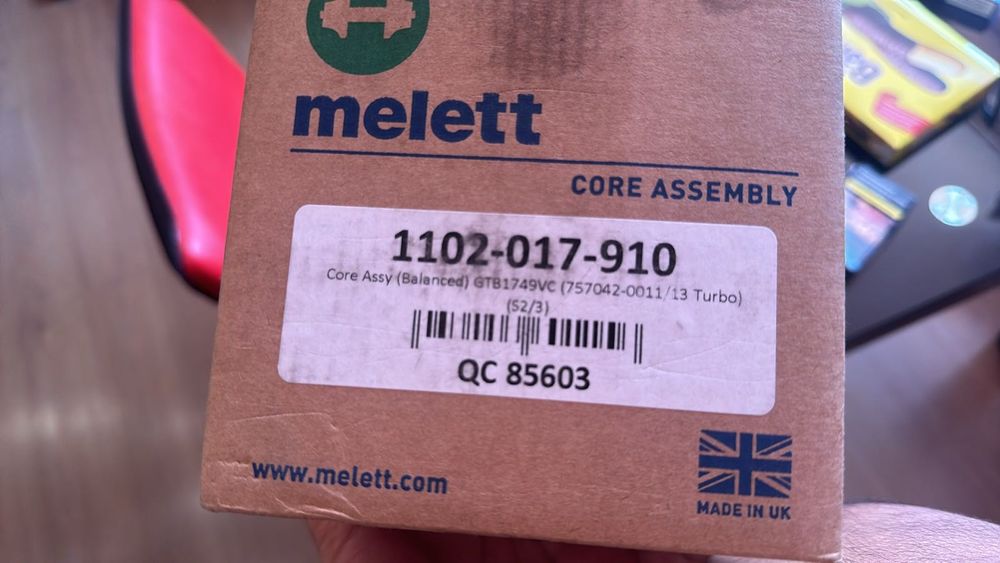 melett
CORE ASSEMBLY
1102-017-910
Core Assy (Balanced) GTB1749VC (757042-0011/13 Turbo)
(52/3)
QC 85603
www.melett.com
MADE IN UK